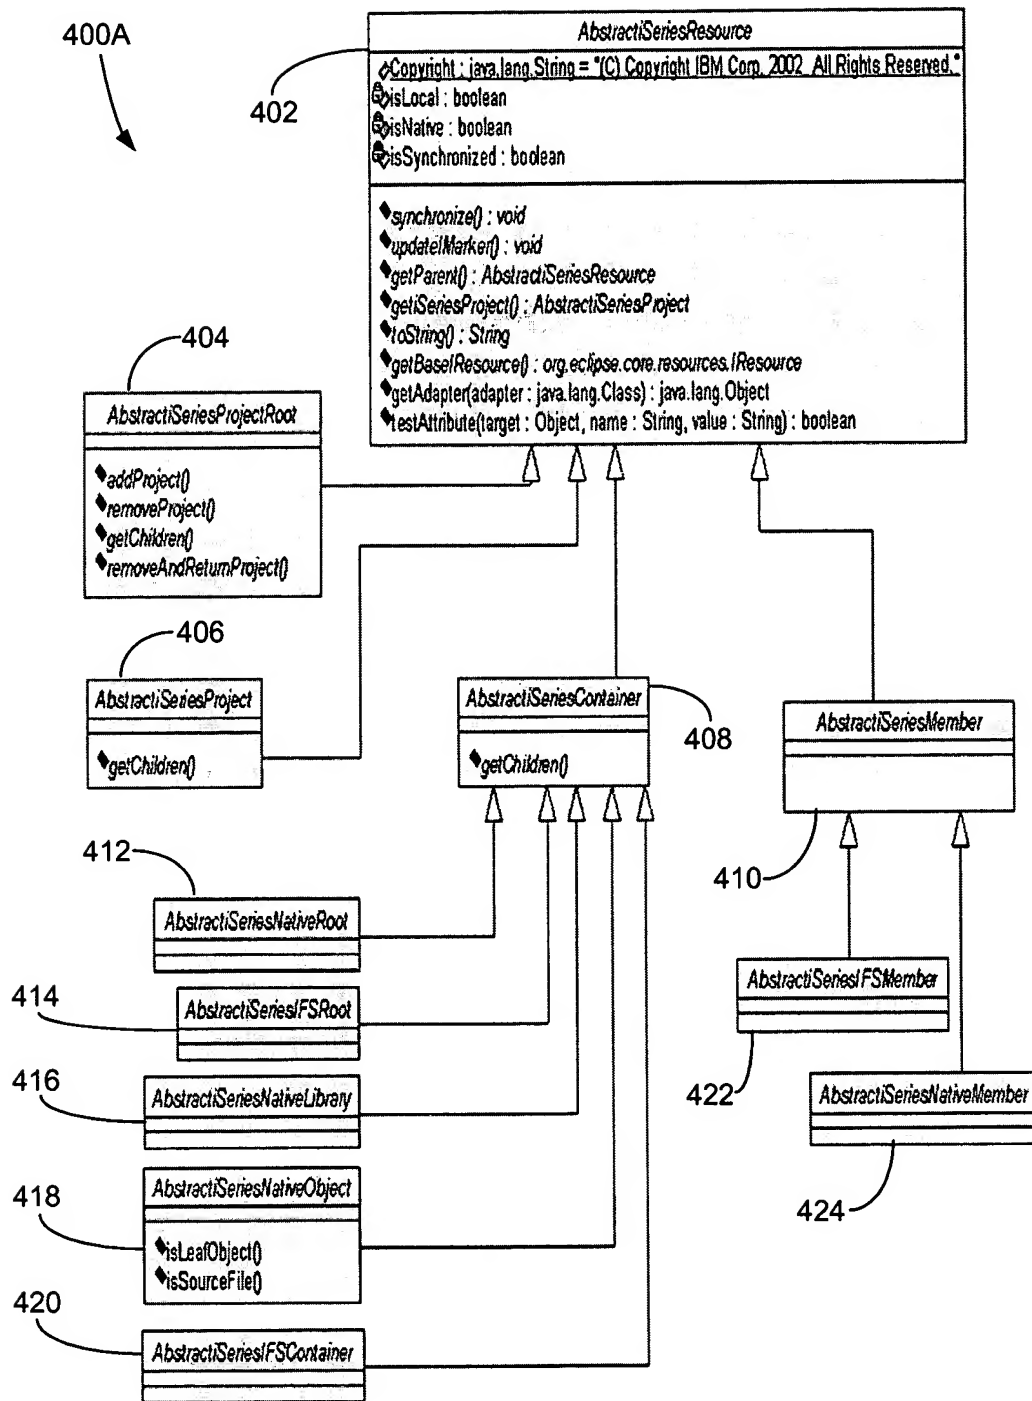 400A
AbstractiSeriesResource
Copyright : java.lang.String = "(C) Copyright IBM Corp. 2002 All Rights Reserved."
isLocal : boolean
isNative : boolean
isSynchronized : boolean
402
synchronize() : void
updateIMarker() : void
getParent() : AbstractiSeriesResource
getiSeriesProject() : AbstractiSeriesProject
toString() : String
getBaseIResource() : org.eclipse.core.resources.IResource
getAdapter(adapter : java.lang.Class) : java.lang.Object
testAttribute(target : Object, name : String, value : String) : boolean
404
AbstractiSeriesProjectRoot
addProject()
removeProject()
getChildren()
removeAndReturnProject()
406
AbstractiSeriesProject
getChildren()
AbstractiSeriesContainer
getChildren()
408
AbstractiSeriesMember
410
412
AbstractiSeriesNativeRoot
414
AbstractiSeriesIFSRoot
416
AbstractiSeriesNativeLibrary
418
AbstractiSeriesNativeObject
isLeafObject()
isSourceFile()
420
AbstractiSeriesIFSContainer
AbstractiSeriesIFSMember
422
AbstractiSeriesNativeMember
424